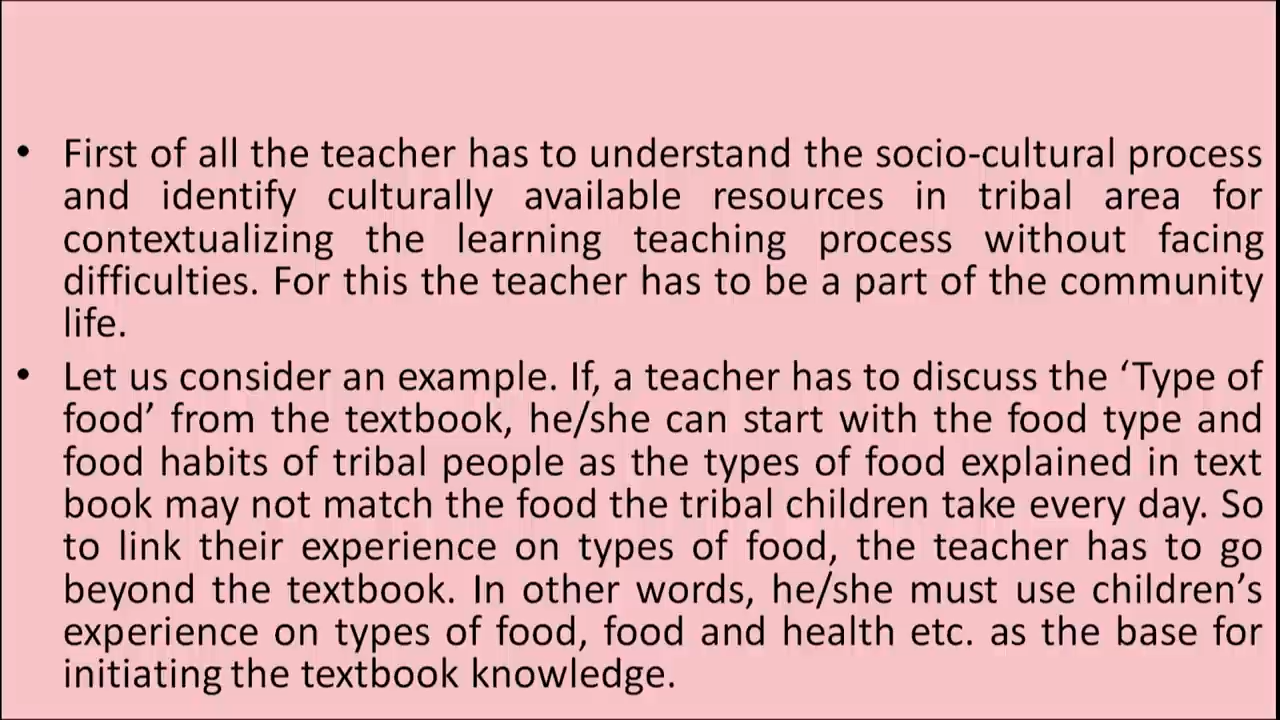 • First of all the teacher has to understand the socio-cultural process
and identify culturally available resources in tribal area for
contextualizing the learning teaching process without facing
difficulties. For this the teacher has to be a part of the community
life.
• Let us consider an example. If, a teacher has to discuss the ‘Type of
food’ from the textbook, he/she can start with the food type and
food habits of tribal people as the types of food explained in text
book may not match the food the tribal children take every day. So
to link their experience on types of food, the teacher has to go
beyond the textbook. In other words, he/she must use children’s
experience on types of food, food and health etc. as the base for
initiating the textbook knowledge.